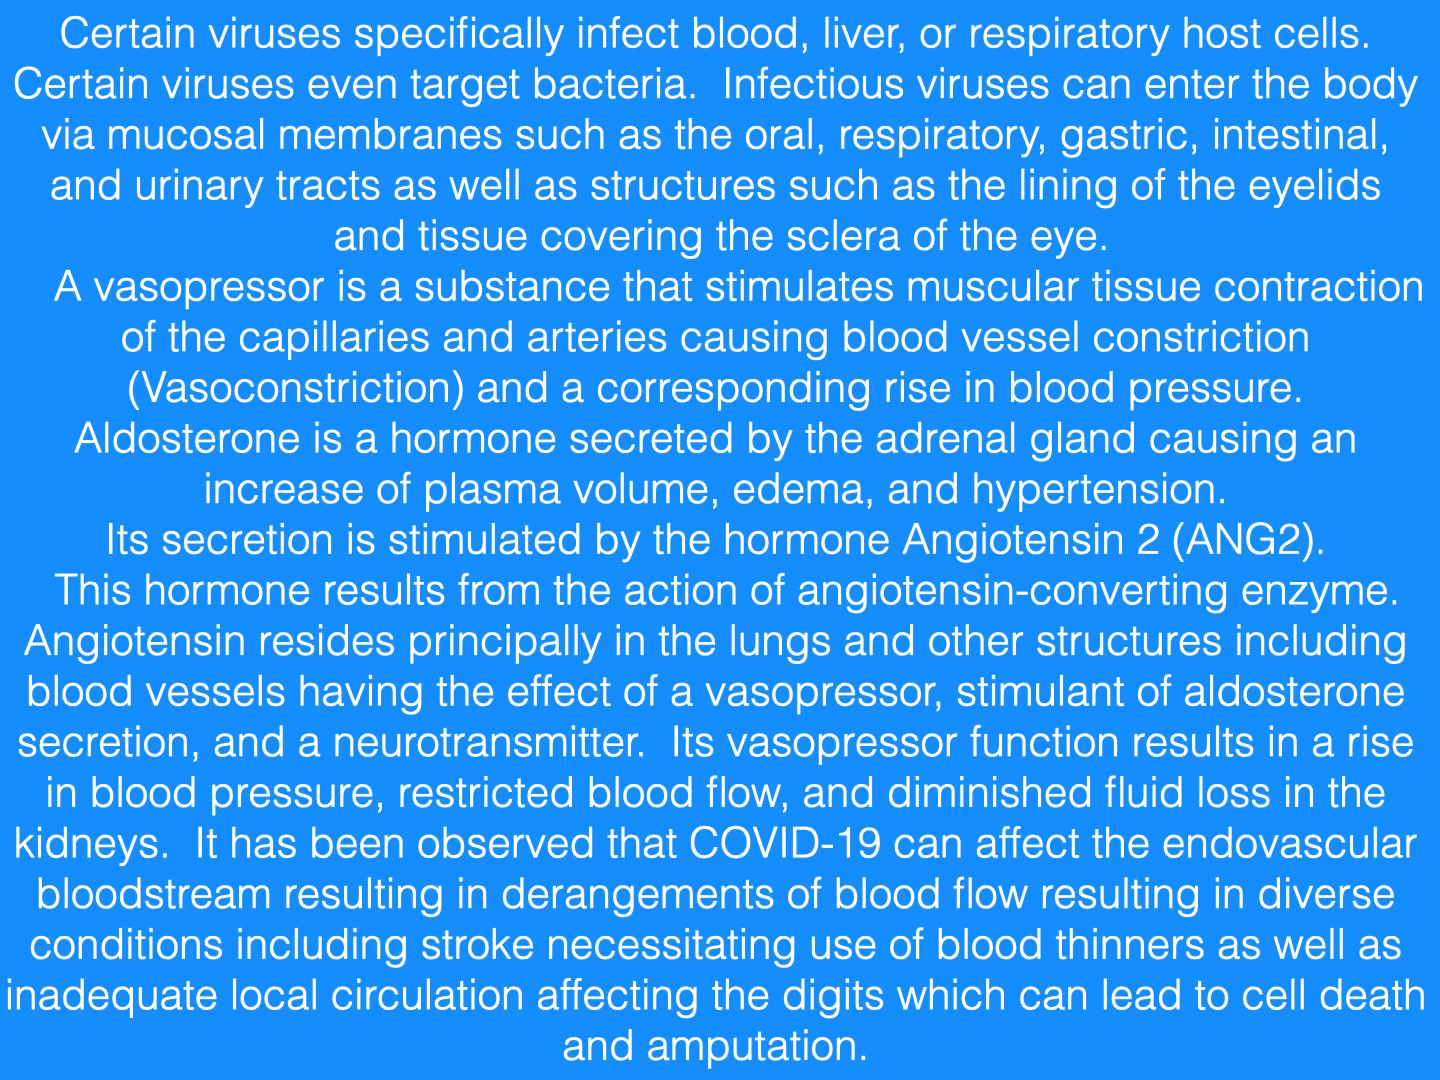 Certain viruses specifically infect blood, liver, or respiratory host cells.
Certain viruses even target bacteria.  Infectious viruses can enter the body
via mucosal membranes such as the oral, respiratory, gastric, intestinal,
and urinary tracts as well as structures such as the lining of the eyelids
and tissue covering the sclera of the eye.
A vasopressor is a substance that stimulates muscular tissue contraction
of the capillaries and arteries causing blood vessel constriction
(Vasoconstriction) and a corresponding rise in blood pressure.
Aldosterone is a hormone secreted by the adrenal gland causing an
increase of plasma volume, edema, and hypertension.
Its secretion is stimulated by the hormone Angiotensin 2 (ANG2).
This hormone results from the action of angiotensin-converting enzyme.
Angiotensin resides principally in the lungs and other structures including
blood vessels having the effect of a vasopressor, stimulant of aldosterone
secretion, and a neurotransmitter.  Its vasopressor function results in a rise
in blood pressure, restricted blood flow, and diminished fluid loss in the
kidneys.  It has been observed that COVID-19 can affect the endovascular
bloodstream resulting in derangements of blood flow resulting in diverse
conditions including stroke necessitating use of blood thinners as well as
inadequate local circulation affecting the digits which can lead to cell death
and amputation.